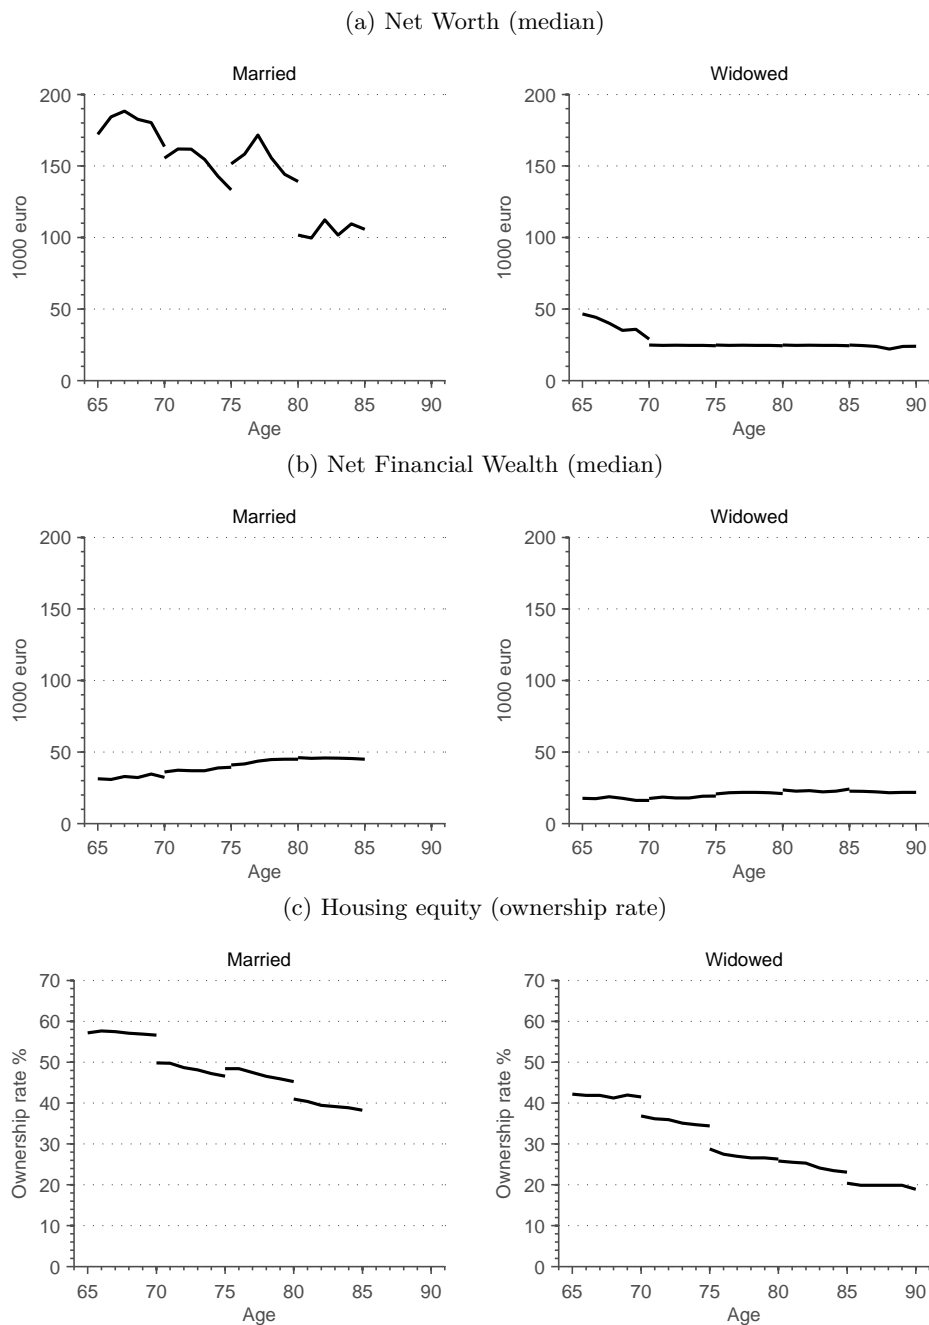 (a) Net Worth (median)
Married
Widowed
200
150
100
50
0
1000 euro
65 70 75 80 85 90
Age
200
150
100
50
0
1000 euro
65 70 75 80 85 90
Age
(b) Net Financial Wealth (median)
Married
Widowed
200
150
100
50
0
1000 euro
65 70 75 80 85 90
Age
200
150
100
50
0
1000 euro
65 70 75 80 85 90
Age
(c) Housing equity (ownership rate)
Married
Widowed
70
60
50
40
30
20
10
0
Ownership rate %
65 70 75 80 85 90
Age
70
60
50
40
30
20
10
0
Ownership rate %
65 70 75 80 85 90
Age